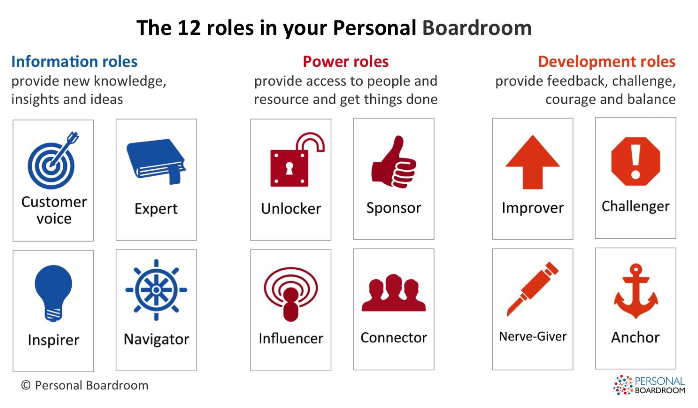 The 12 roles in your Personal Boardroom
Information roles
provide new knowledge,
insights and ideas
Power roles
provide access to people and
resource and get things done
Development roles
provide feedback, challenge,
courage and balance
Customer
voice
Expert
Unlocker
Sponsor
Improver
Challenger
Inspirer
Navigator
Influencer
Connector
Nerve-Giver
Anchor
© Personal Boardroom
PERSONAL
BOARDROOM